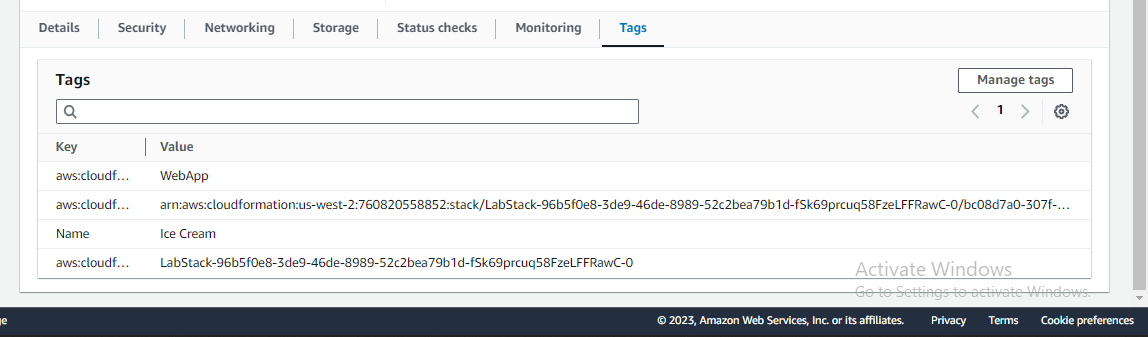 Details Security Networking Storage Status checks Monitoring Tags
Tags
Manage tags
1
Key Value
aws:cloudf... WebApp
aws:cloudf... arn:aws:cloudformation:us-west-2:760820558852:stack/LabStack-96b5f0e8-3de9-46de-8989-52c2bea79b1d-fSk69prcuq58FzeLFFRawC-0/bc08d7a0-307f-...
Name Ice Cream
aws:cloudf... LabStack-96b5f0e8-3de9-46de-8989-52c2bea79b1d-fSk69prcuq58FzeLFFRawC-0
Activate Windows
Go to Settings to activate Windows.
ge © 2023, Amazon Web Services, Inc. or its affiliates. Privacy Terms Cookie preferences